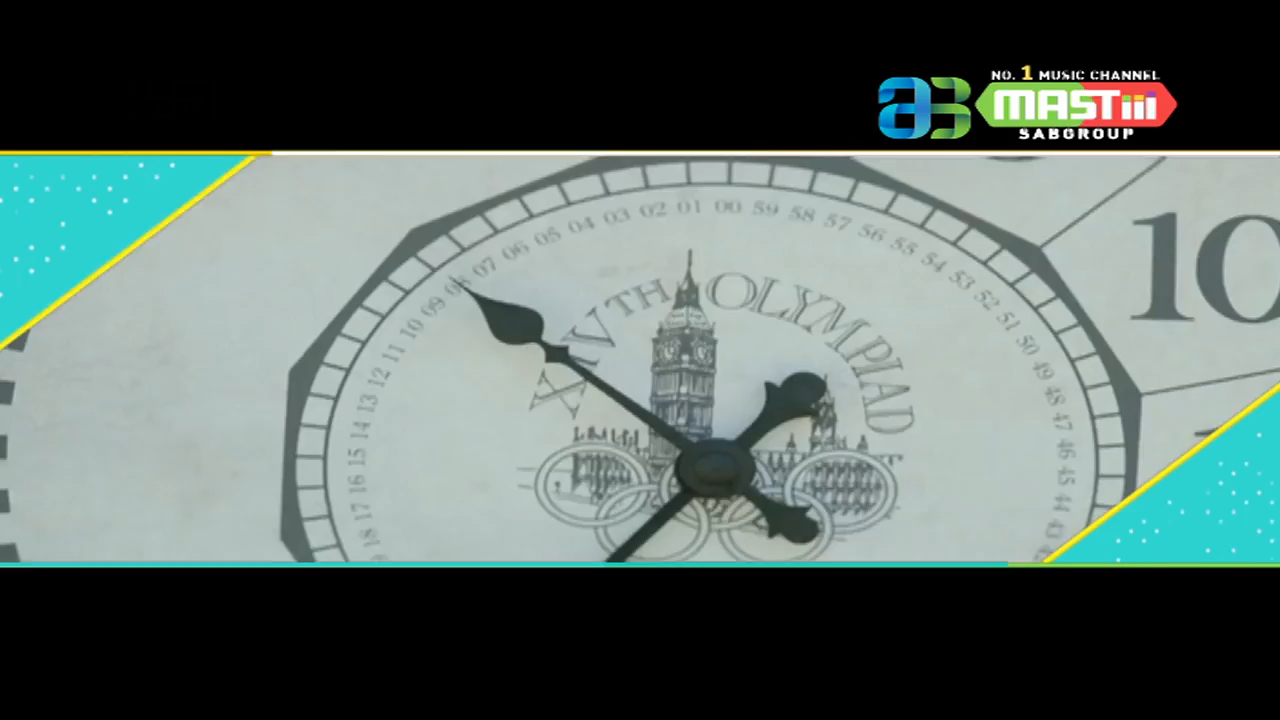 NO. 1 MUSIC CHANNEL
MASTiii
SABGROUP
18 17 16 15 14 13 12 11 10 09 08 07 06 05 04 03 02 01 00 59 58 57 56 55 54 53 52 51 50 49 48 47 46 45 44 43
XIVTH OLYMPIAD
10